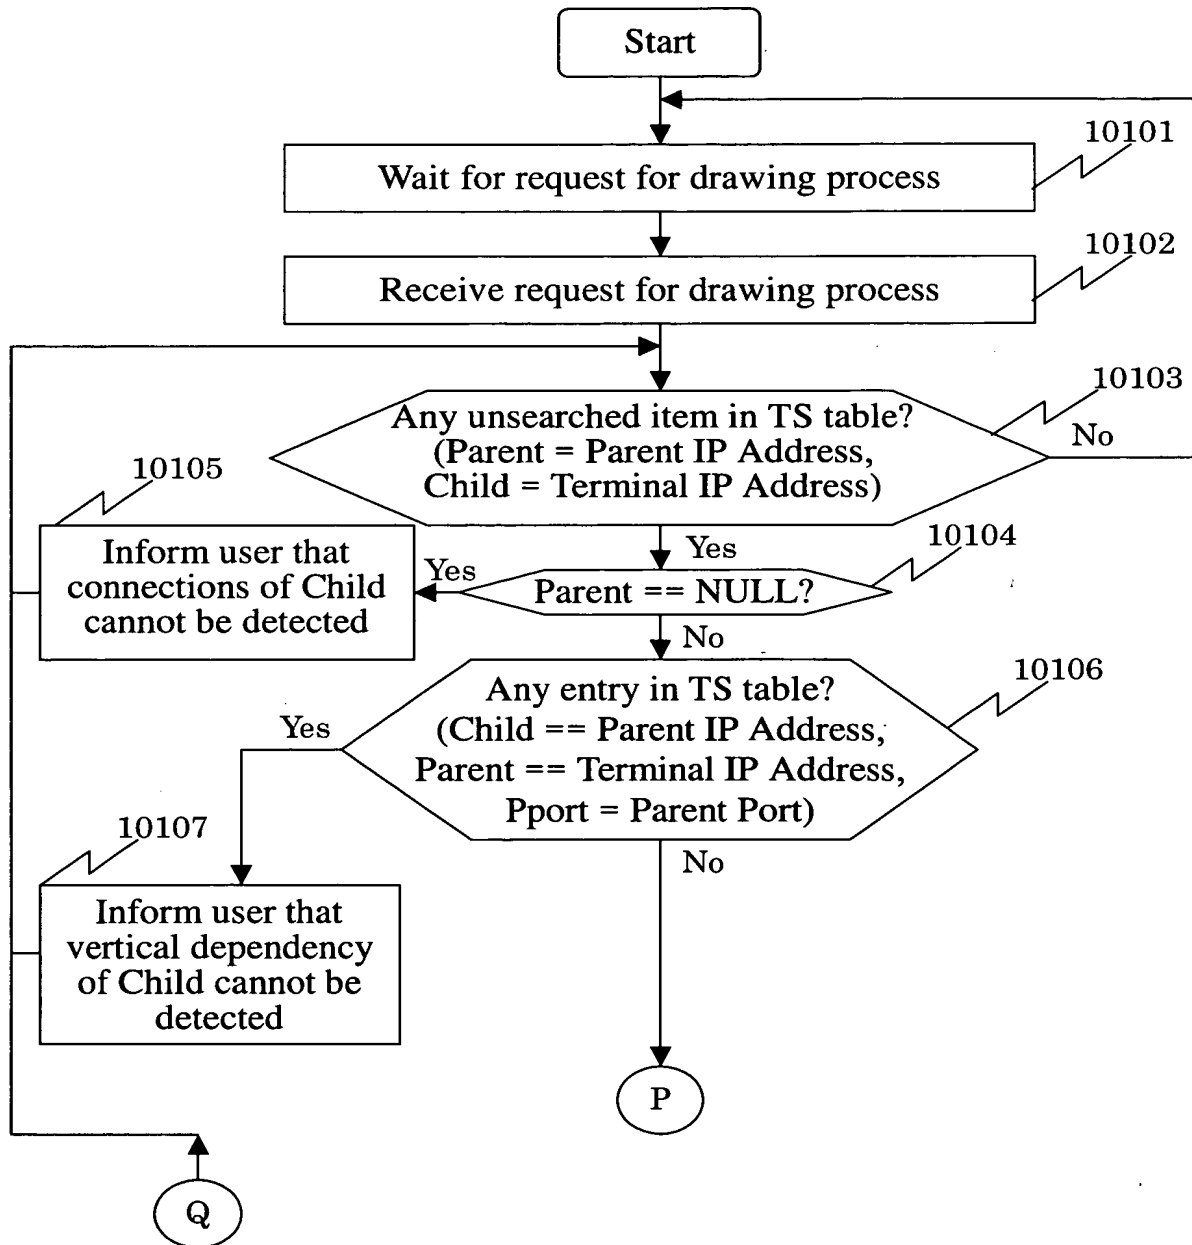 Start
10101
Wait for request for drawing process
10102
Receive request for drawing process
10103
Any unsearched item in TS table?
(Parent = Parent IP Address,
Child = Terminal IP Address)
No
10105
Yes
10104
Inform user that
connections of Child
cannot be detected
Yes
Parent == NULL?
No
10106
Any entry in TS table?
(Child == Parent IP Address,
Parent == Terminal IP Address,
Pport = Parent Port)
Yes
10107
No
Inform user that
vertical dependency
of Child cannot be
detected
P
Q